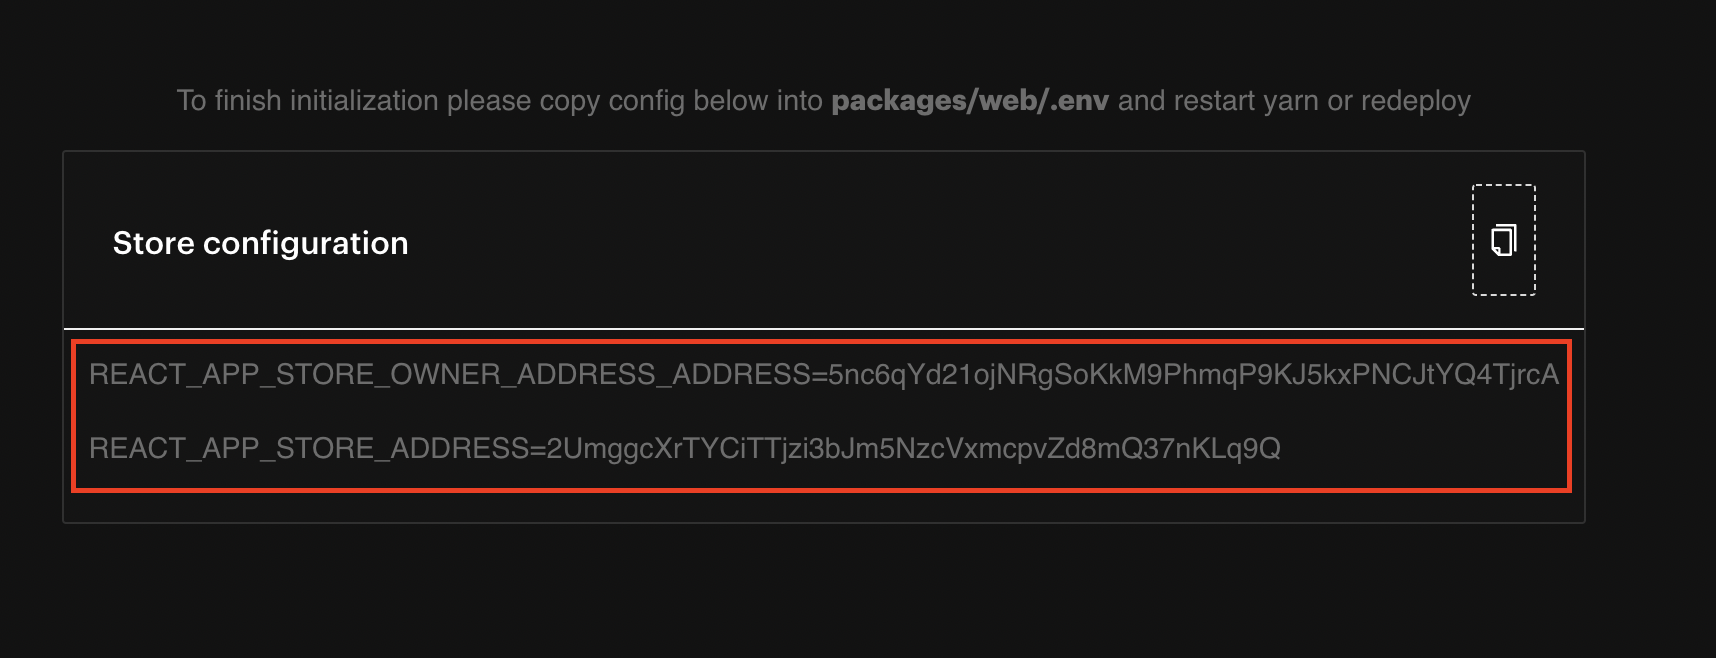 To finish initialization please copy config below into packages/web/.env and restart yarn or redeploy
Store configuration
REACT_APP_STORE_OWNER_ADDRESS_ADDRESS=5nc6qYd21ojNRgSoKkM9PhmqP9KJ5kxPNCJtYQ4TjrcA
REACT_APP_STORE_ADDRESS=2UmggcXrTYCiTTjzi3bJm5NzcVxmcpvZd8mQ37nKLq9Q